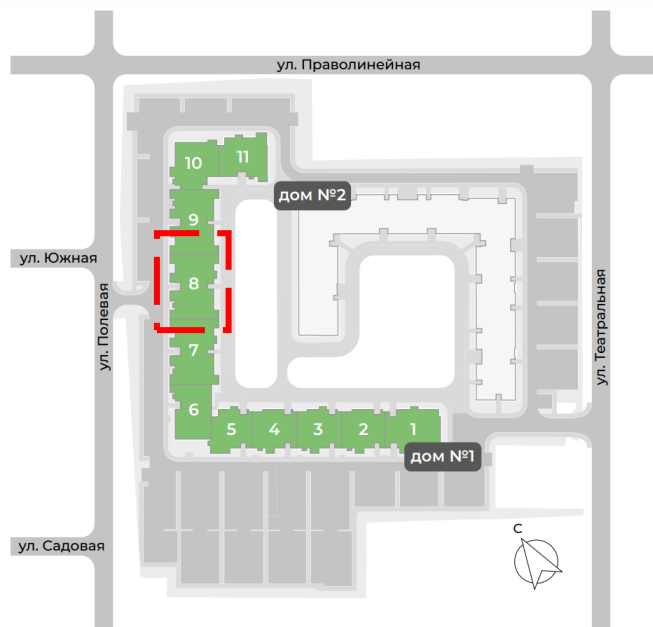 ул. Праволинейная
10
11
дом №2
9
ул. Южная
8
ул. Полевая
ул. Театральная
7
6
5
4
3
2
1
дом №1
С
ул. Садовая